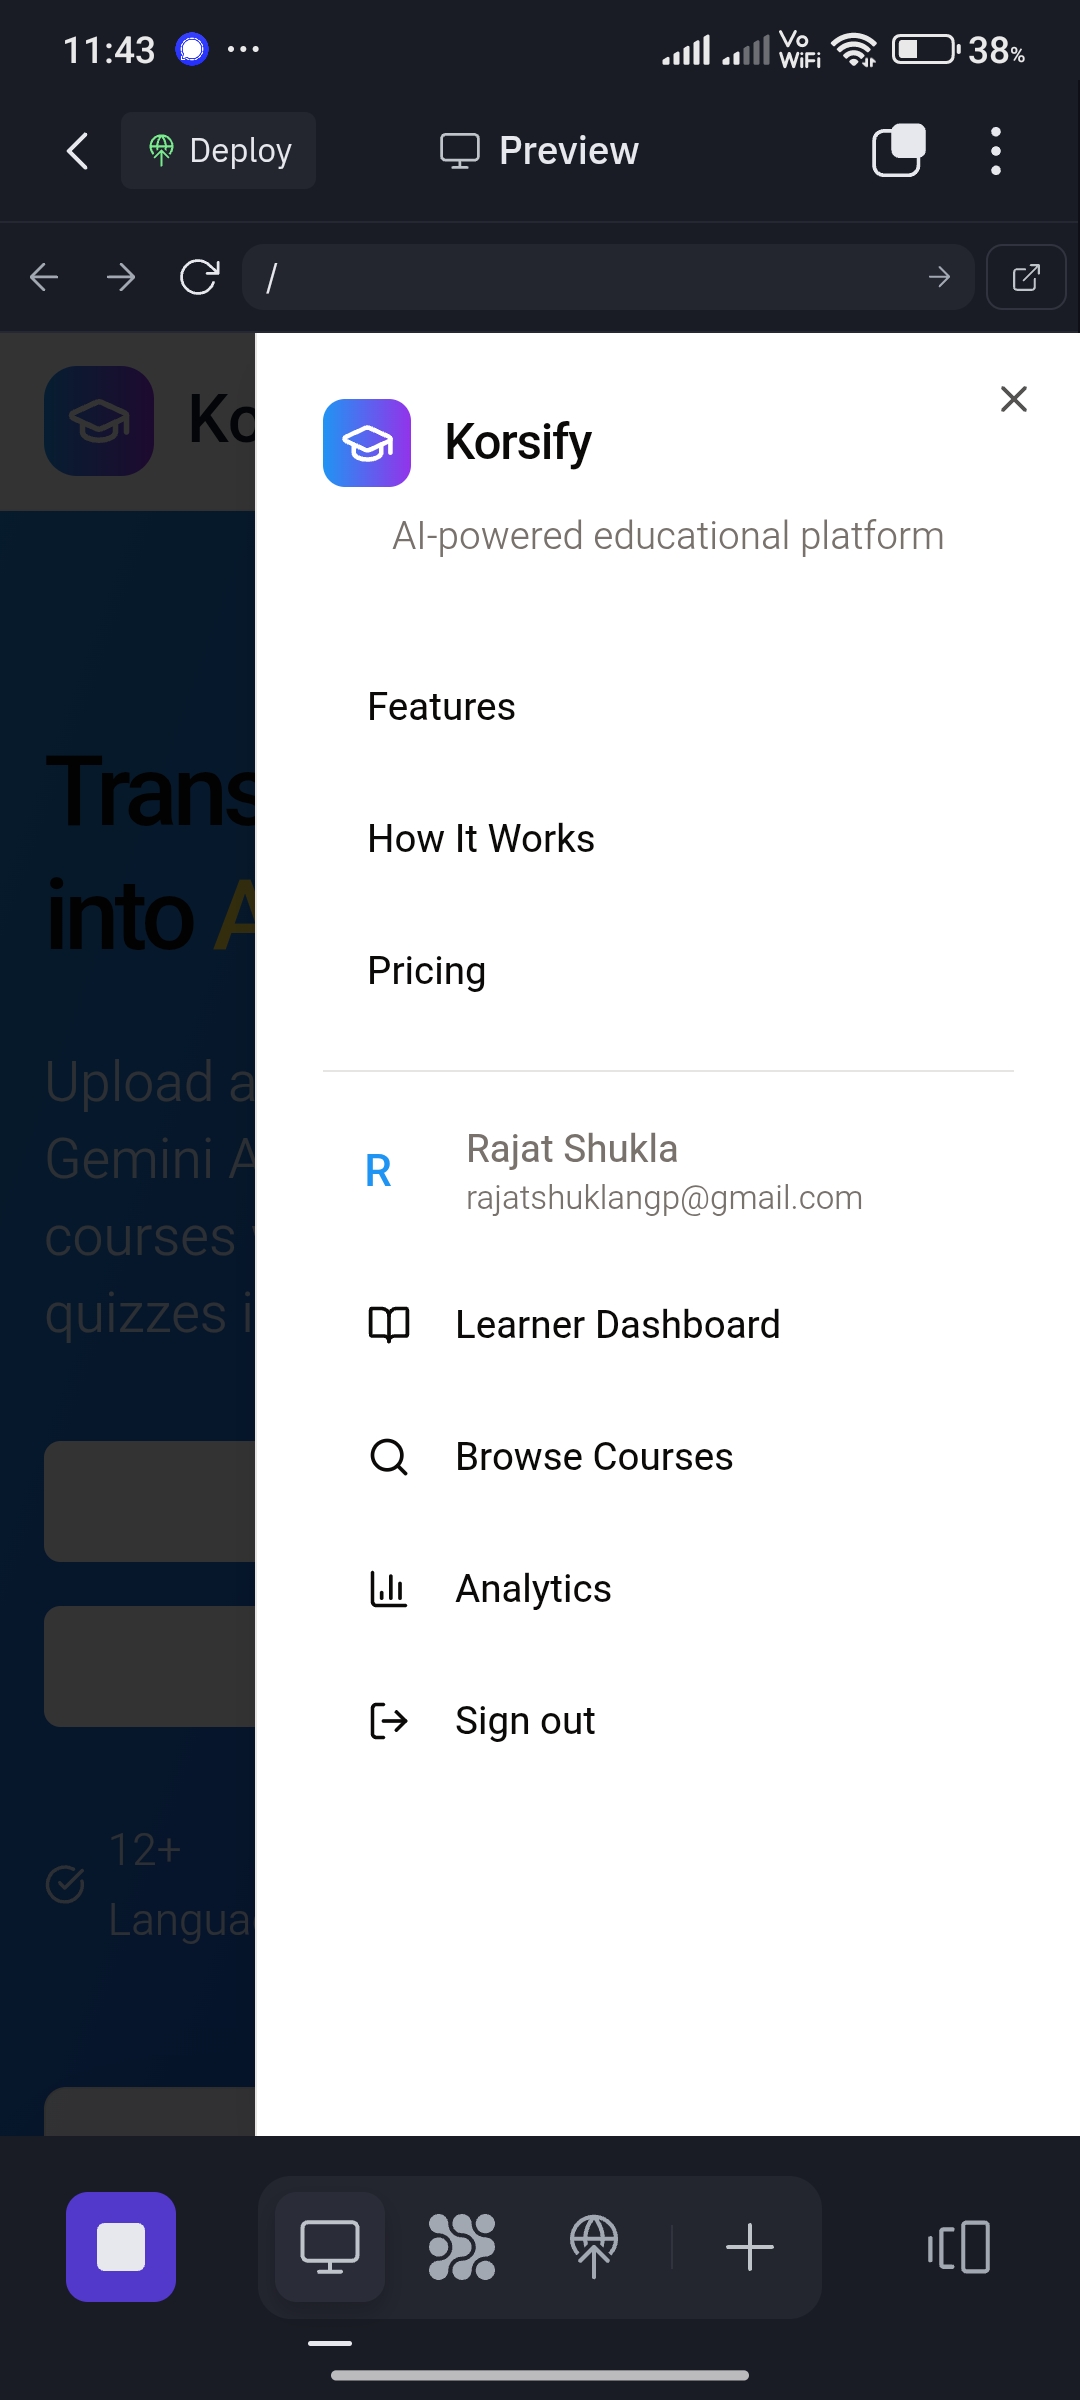 11:43
Vo
WiFi
38%
Deploy
Preview
/
Ko
Korsify
AI-powered educational platform
Features
Trans
How It Works
into A
Pricing
Upload a
Gemini A
courses
quizzes i
R
Rajat Shukla
rajatshuklangp@gmail.com
Learner Dashboard
Browse Courses
Analytics
Sign out
12+
Langua